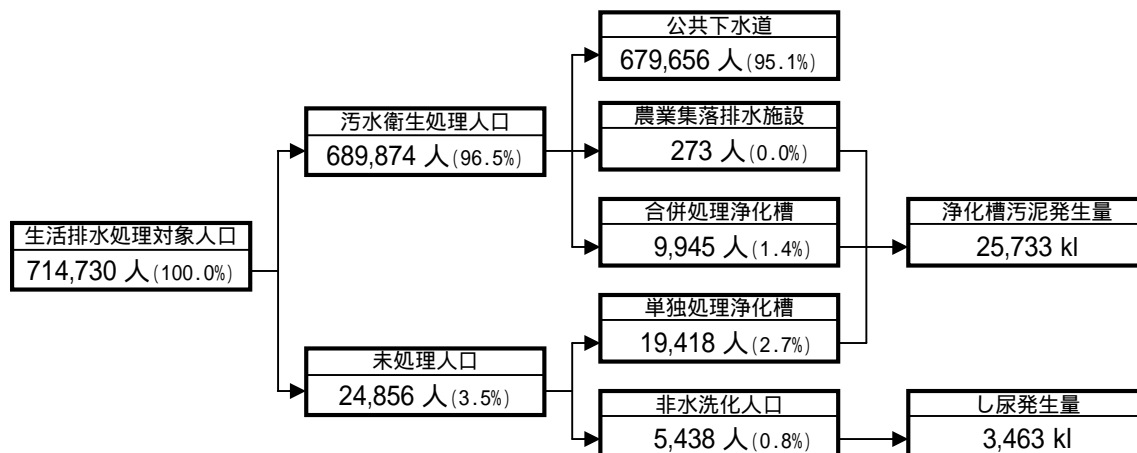 公共下水道
679,656 人(95.1%)
汚水衛生処理人口
689,874 人(96.5%)
農業集落排水施設
273 人(0.0%)
生活排水処理対象人口
714,730 人(100.0%)
合併処理浄化槽
9,945 人(1.4%)
浄化槽汚泥発生量
25,733 kl
単独処理浄化槽
19,418 人(2.7%)
未処理人口
24,856 人(3.5%)
非水洗化人口
5,438 人(0.8%)
し尿発生量
3,463 kl